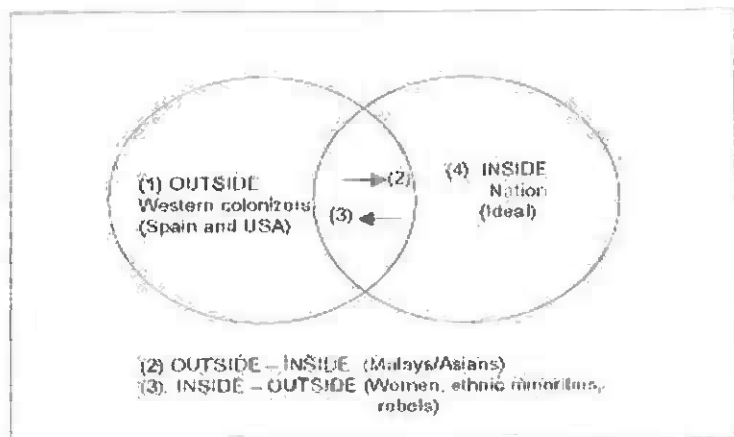 (1) OUTSIDE
Western colonizors
(Spain and USA)
(2)
(3)
(4) INSIDE
Nation
(Ideal)
(2) OUTSIDE – INSIDE (Malays/Asians)
(3) INSIDE – OUTSIDE (Women, ethnic minorities,
rebels)